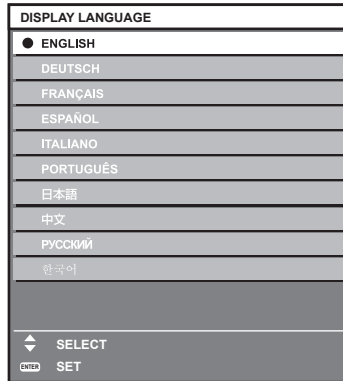 DISPLAY LANGUAGE
ENGLISH
DEUTSCH
FRANÇAIS
ESPAÑOL
ITALIANO
PORTUGUÊS
日本語
中文
РУССКИЙ
한국어
SELECT
ENTER SET